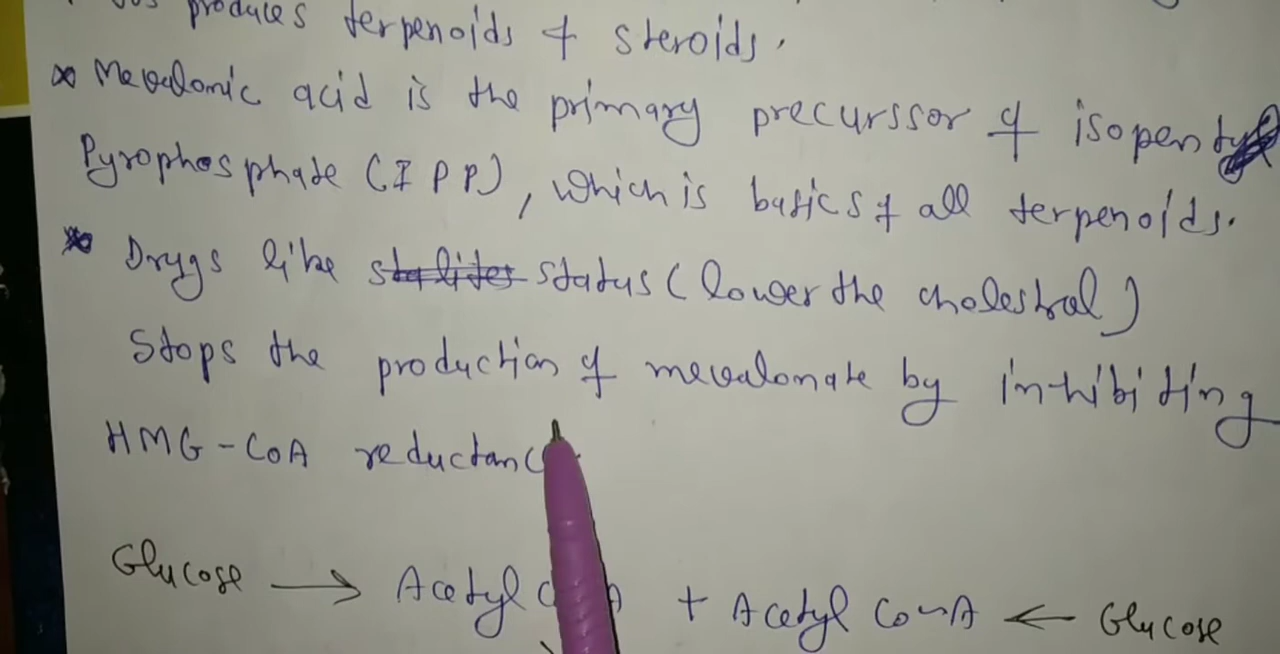 produces terpenoids & steroids.
* Mevalonic acid is the primary precurssor of isopenty
Pyrophosphate (IPP), which is basics of all terpenoids.
* Drugs like status (lower the cholestral)
Stops the production of mevalonate by inhibiting
HMG-CoA reductanc
Glucose → Acetyl + Acetyl CoA ← Glucose